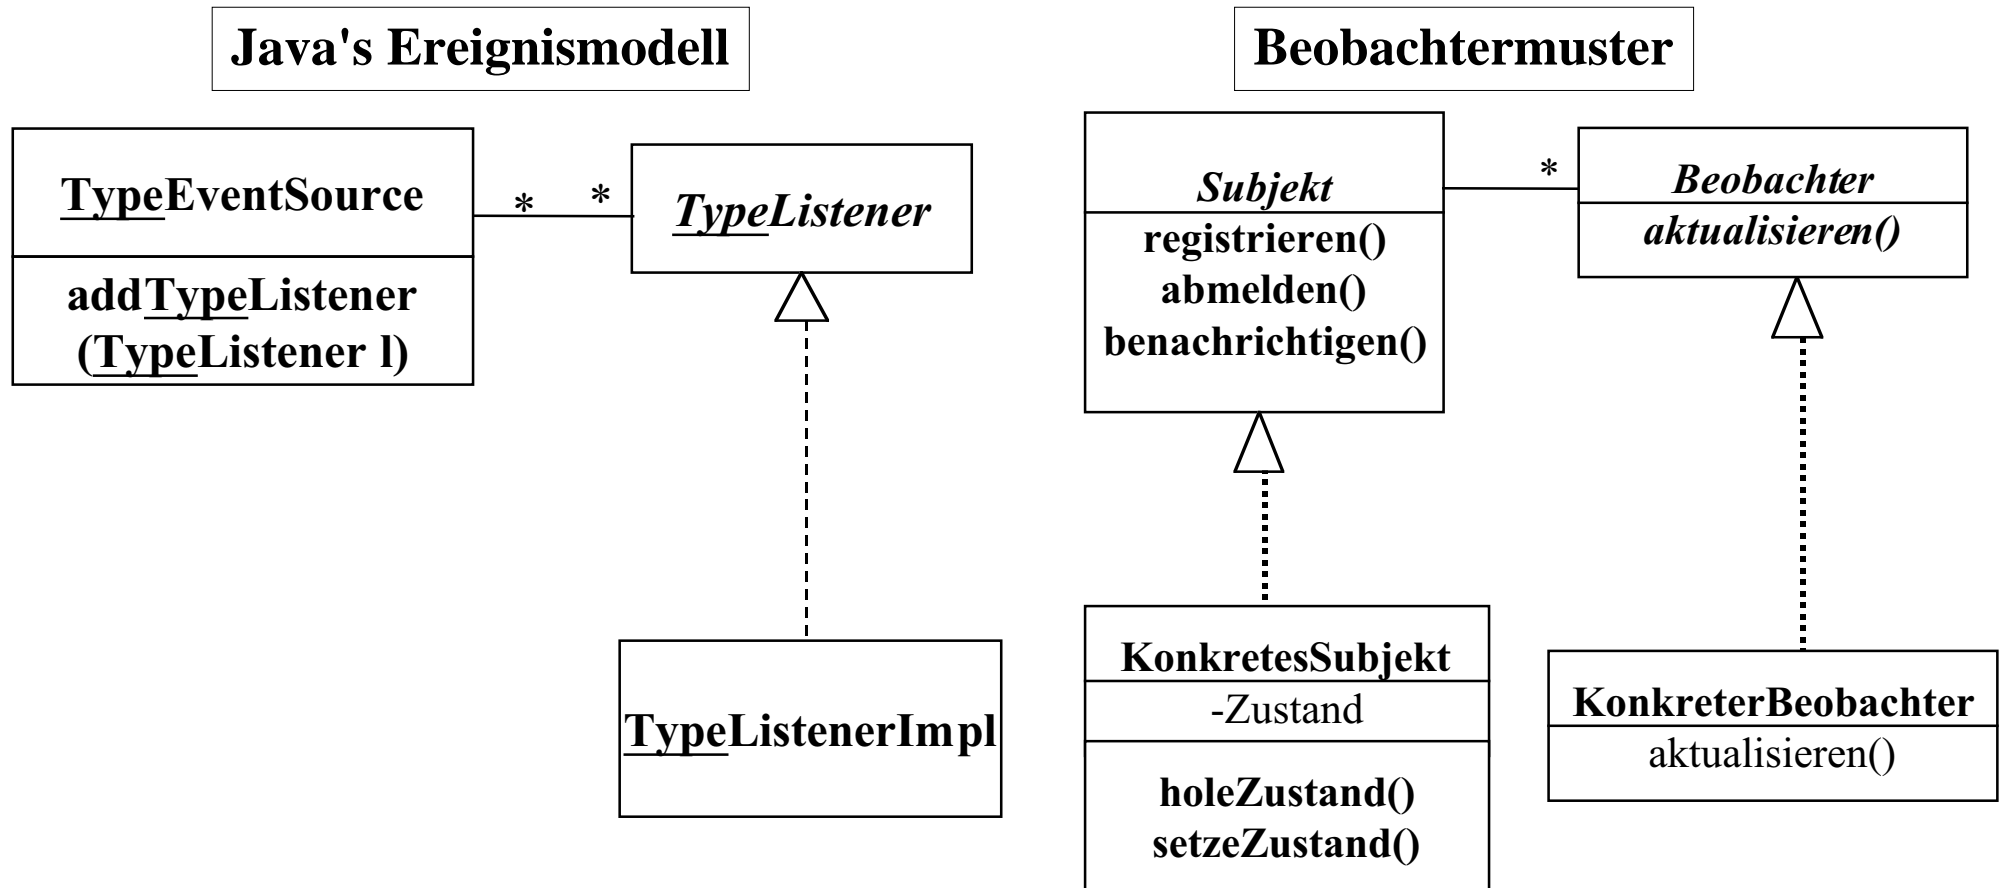 Java's Ereignismodell
TypeEventSource
addTypeListener
(TypeListener l)
* *
TypeListener
TypeListenerImpl
Beobachtermuster
Subjekt
registrieren()
abmelden()
benachrichtigen()
*
Beobachter
aktualisieren()
KonkretesSubjekt
-Zustand
holeZustand()
setzeZustand()
KonkreterBeobachter
aktualisieren()